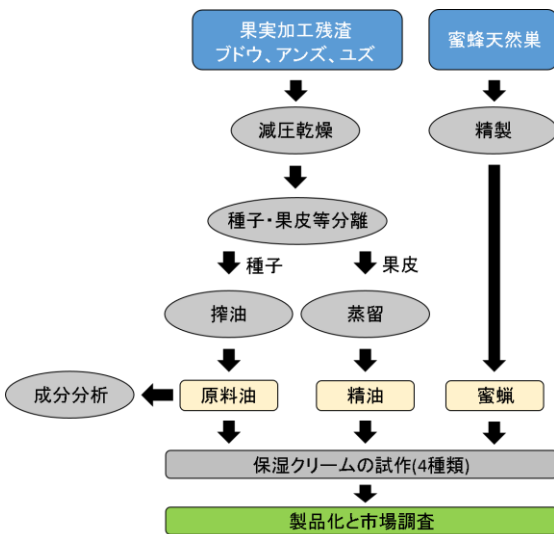 果実加工残渣
ブドウ、アンズ、ユズ
蜜蜂天然巣
減圧乾燥
精製
種子・果皮等分離
種子
果皮
搾油
蒸留
成分分析
原料油
精油
蜜蝋
保湿クリームの試作(4種類)
製品化と市場調査